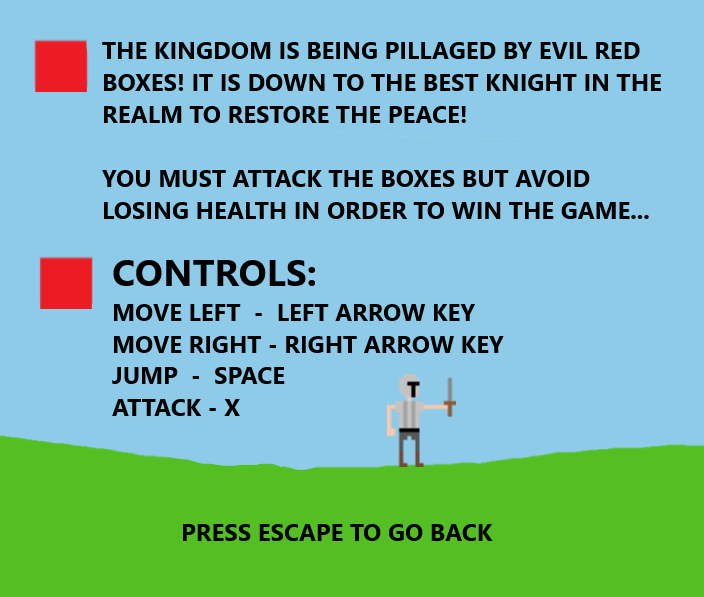 THE KINGDOM IS BEING PILLAGED BY EVIL RED
BOXES! IT IS DOWN TO THE BEST KNIGHT IN THE
REALM TO RESTORE THE PEACE!
YOU MUST ATTACK THE BOXES BUT AVOID
LOSING HEALTH IN ORDER TO WIN THE GAME...
CONTROLS:
MOVE LEFT - LEFT ARROW KEY
MOVE RIGHT - RIGHT ARROW KEY
JUMP - SPACE
ATTACK - X
PRESS ESCAPE TO GO BACK